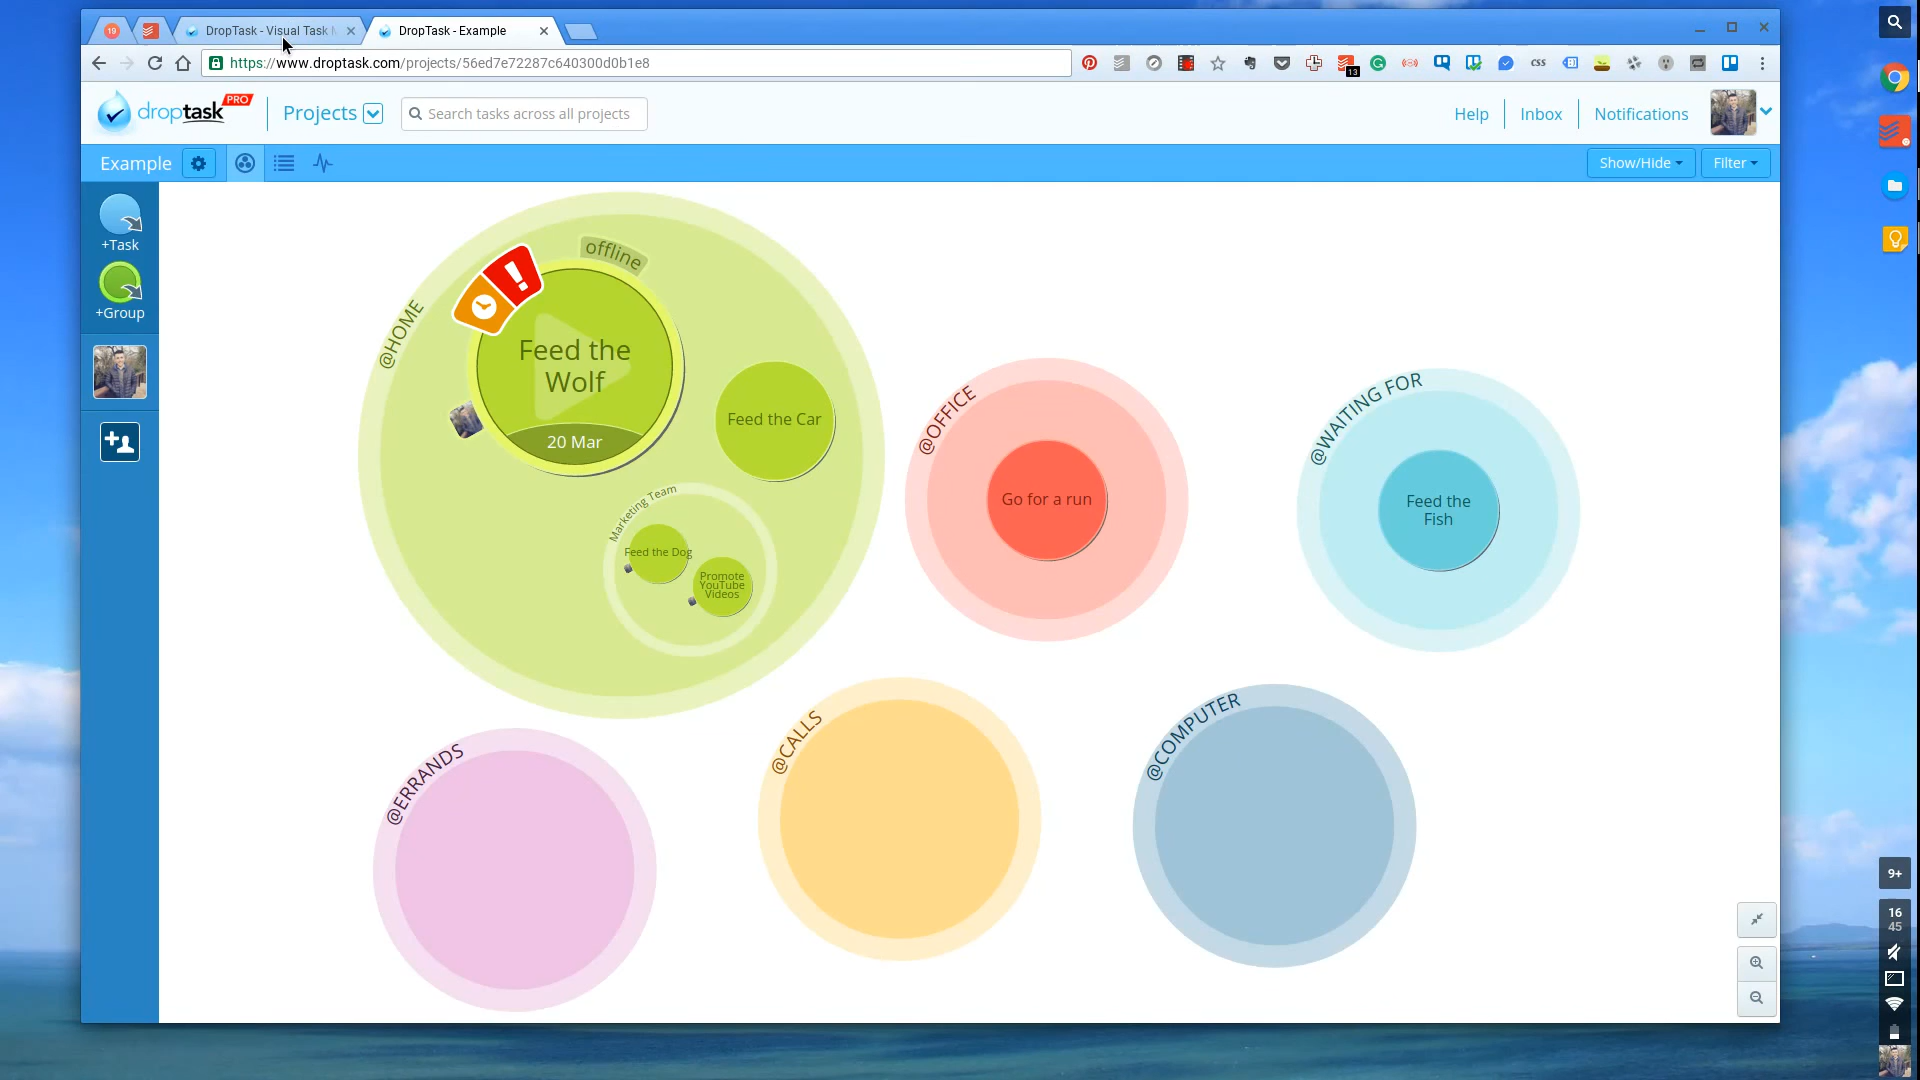 19
DropTask - Visual Task
DropTask - Example
https://www.droptask.com/projects/56ed7e72287c640300d0b1e8
css
13
droptask PRO
Projects
Search tasks across all projects
Help
Inbox
Notifications
Example
Show/Hide
Filter
+Task
+Group
@HOME
offline
Feed the
Wolf
20 Mar
Feed the Car
Marketing Team
Feed the Dog
Promote
YouTube
Videos
@OFFICE
Go for a run
@WAITING FOR
Feed the
Fish
@ERRANDS
@CALLS
@COMPUTER
9+
16
45